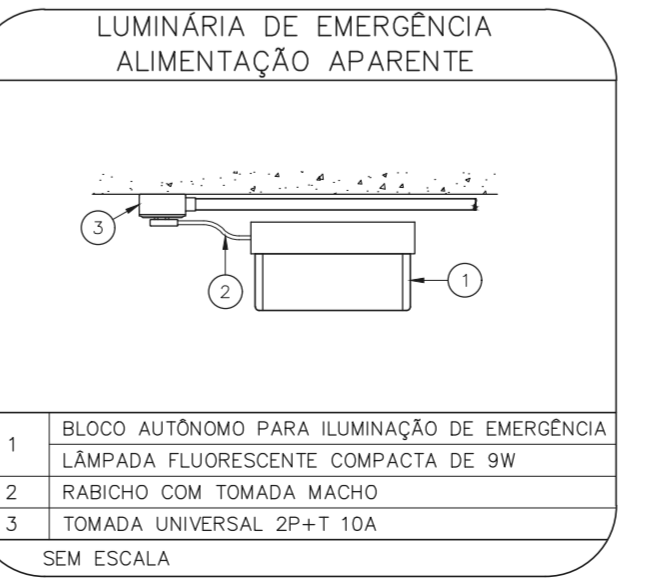 LUMINÁRIA DE EMERGÊNCIA
ALIMENTAÇÃO APARENTE
3
2
1
1 BLOCO AUTÔNOMO PARA ILUMINAÇÃO DE EMERGÊNCIA
LÂMPADA FLUORESCENTE COMPACTA DE 9W
2 RABICHO COM TOMADA MACHO
3 TOMADA UNIVERSAL 2P+T 10A
SEM ESCALA